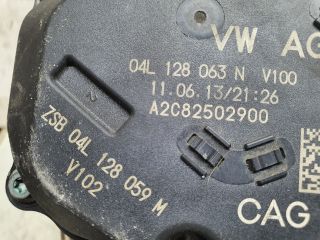 VW AG
04L 128 063 N V100
11.06.13/21:26
A2C82502900
ZSB 04L 128 059 M
V102
CAG